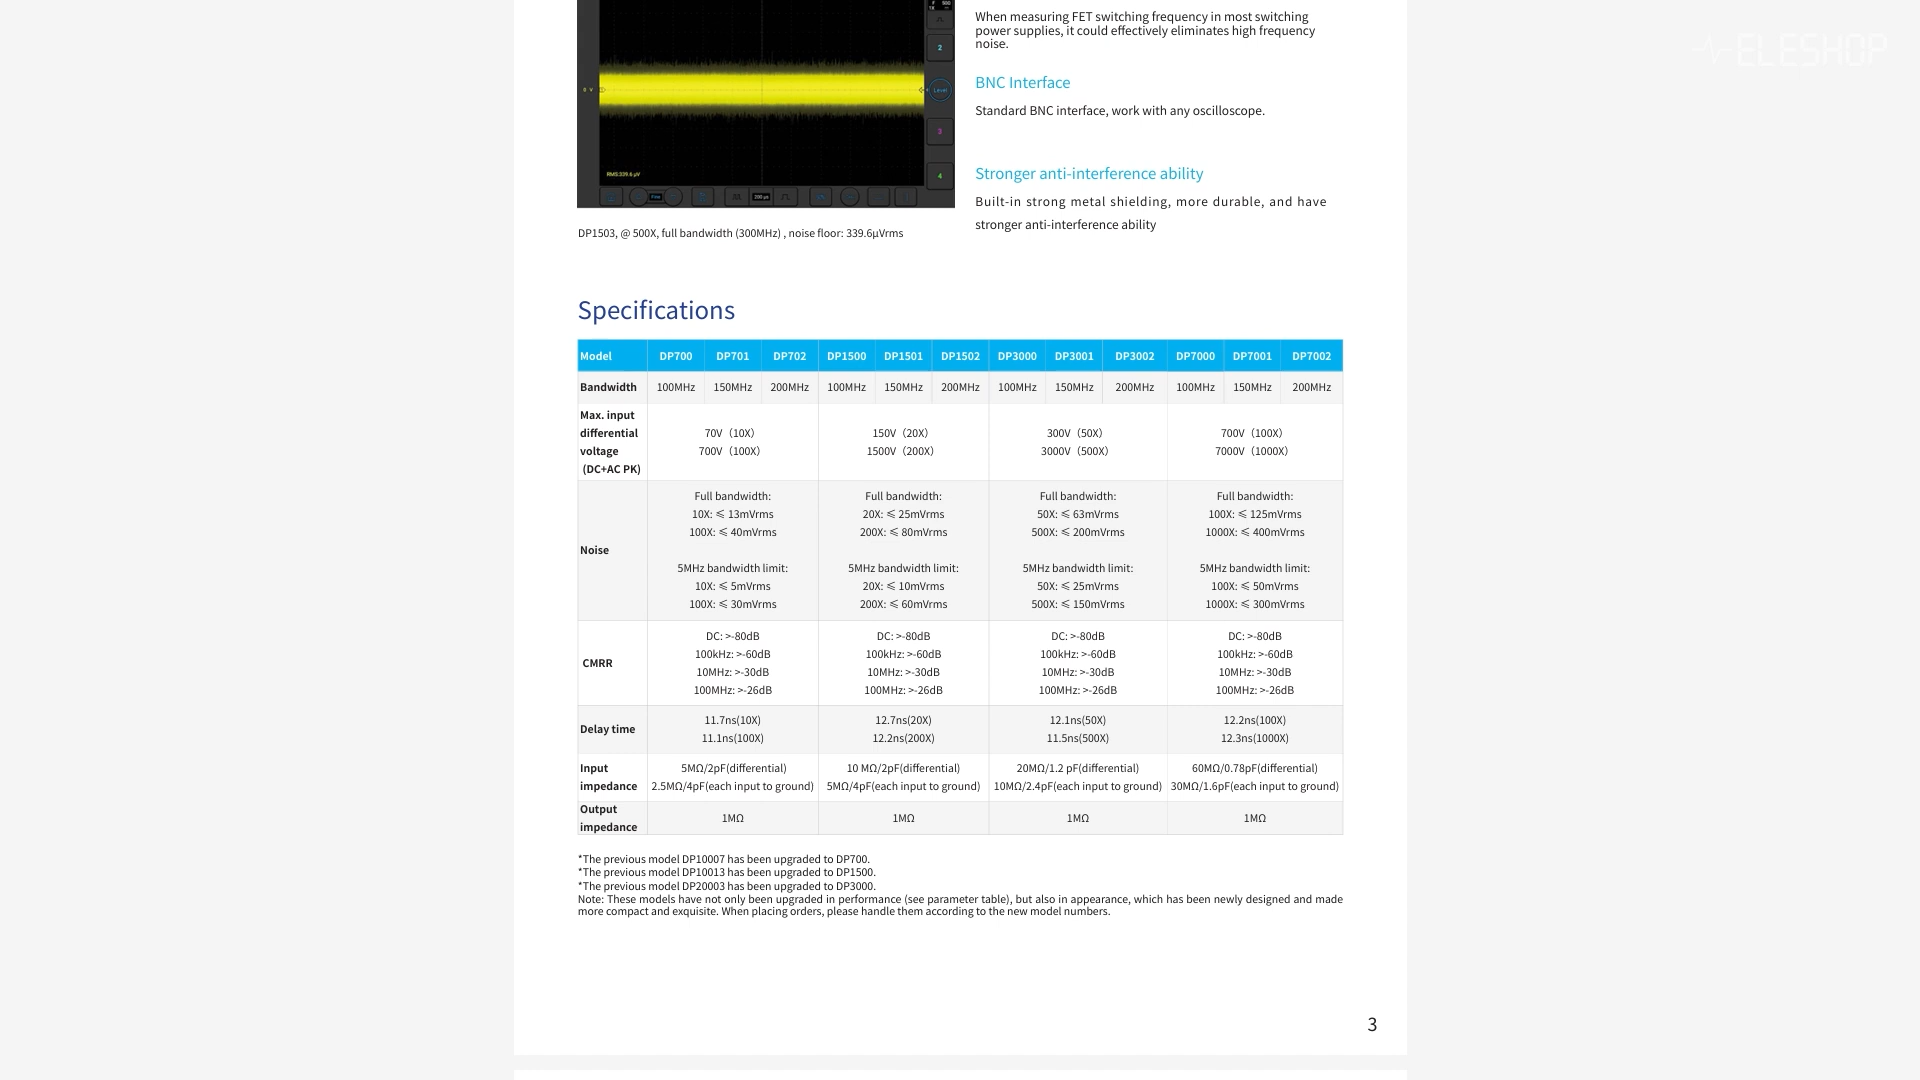 When measuring FET switching frequency in most switching
power supplies, it could effectively eliminates high frequency
noise.
ELESHOP
2
BNC Interface
0 V
Level
Standard BNC interface, work with any oscilloscope.
3
RMS:339.6 μV
4
Stronger anti-interference ability
Built-in strong metal shielding, more durable, and have
stronger anti-interference ability
DP1503, @ 500X, full bandwidth (300MHz) , noise floor: 339.6μVrms
Specifications
Model DP700 DP701 DP702 DP1500 DP1501 DP1502 DP3000 DP3001 DP3002 DP7000 DP7001 DP7002
Bandwidth 100MHz 150MHz 200MHz 100MHz 150MHz 200MHz 100MHz 150MHz 200MHz 100MHz 150MHz 200MHz
Max. input
differential 70V（10X） 150V（20X） 300V（50X） 700V（100X）
voltage 700V（100X） 1500V（200X） 3000V（500X） 7000V（1000X）
(DC+AC PK)
Full bandwidth: Full bandwidth: Full bandwidth: Full bandwidth:
10X: ⩽ 13mVrms 20X: ⩽ 25mVrms 50X: ⩽ 63mVrms 100X: ⩽ 125mVrms
100X: ⩽ 40mVrms 200X: ⩽ 80mVrms 500X: ⩽ 200mVrms 1000X: ⩽ 400mVrms
Noise
5MHz bandwidth limit: 5MHz bandwidth limit: 5MHz bandwidth limit: 5MHz bandwidth limit:
10X: ⩽ 5mVrms 20X: ⩽ 10mVrms 50X: ⩽ 25mVrms 100X: ⩽ 50mVrms
100X: ⩽ 30mVrms 200X: ⩽ 60mVrms 500X: ⩽ 150mVrms 1000X: ⩽ 300mVrms
DC: >-80dB DC: >-80dB DC: >-80dB DC: >-80dB
100kHz: >-60dB 100kHz: >-60dB 100kHz: >-60dB 100kHz: >-60dB
CMRR
10MHz: >-30dB 10MHz: >-30dB 10MHz: >-30dB 10MHz: >-30dB
100MHz: >-26dB 100MHz: >-26dB 100MHz: >-26dB 100MHz: >-26dB
Delay time
11.7ns(10X) 12.7ns(20X) 12.1ns(50X) 12.2ns(100X)
11.1ns(100X) 12.2ns(200X) 11.5ns(500X) 12.3ns(1000X)
Input 5MΩ/2pF(differential) 10 MΩ/2pF(differential) 20MΩ/1.2 pF(differential) 60MΩ/0.78pF(differential)
impedance 2.5MΩ/4pF(each input to ground) 5MΩ/4pF(each input to ground) 10MΩ/2.4pF(each input to ground) 30MΩ/1.6pF(each input to ground)
Output
impedance 1MΩ 1MΩ 1MΩ 1MΩ
*The previous model DP10007 has been upgraded to DP700.
*The previous model DP10013 has been upgraded to DP1500.
*The previous model DP20003 has been upgraded to DP3000.
Note: These models have not only been upgraded in performance (see parameter table), but also in appearance, which has been newly designed and made
more compact and exquisite. When placing orders, please handle them according to the new model numbers.
3